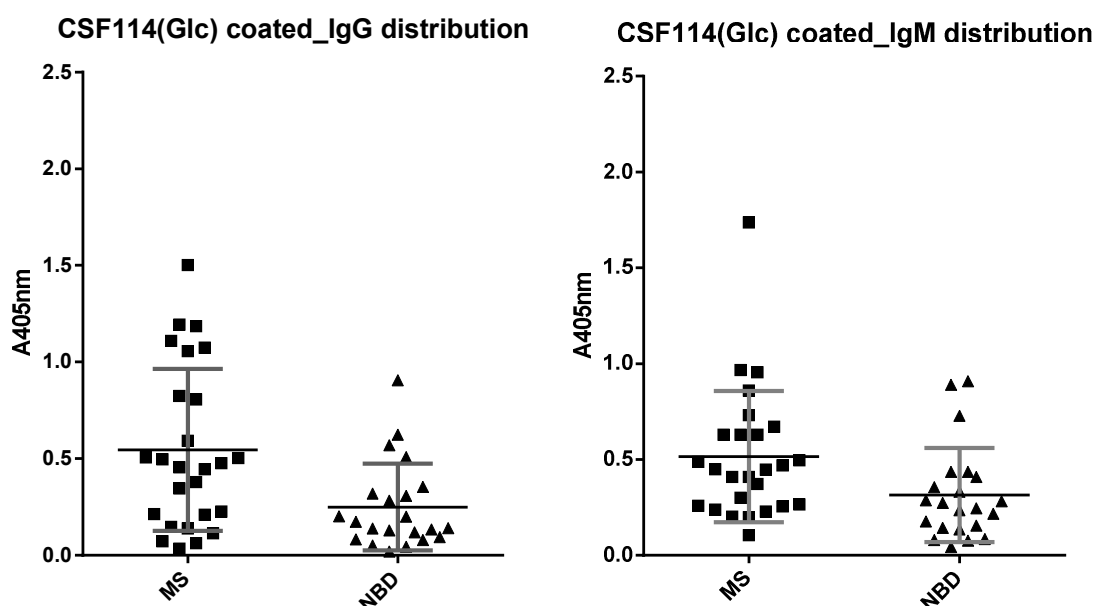 CSF114(Glc) coated_IgG distribution
2.5
2.0
1.5
1.0
0.5
0.0
A405nm
MS
NBD
CSF114(Glc) coated_IgM distribution
2.5
2.0
1.5
1.0
0.5
0.0
A405nm
MS
NBD